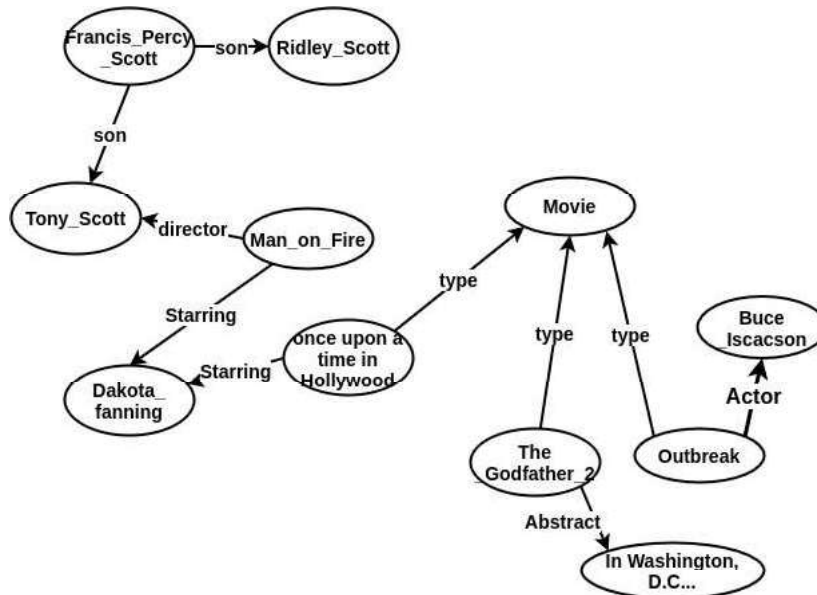 Francis_Percy
_Scott
son
Ridley_Scott
son
Tony_Scott
director
Man_on_Fire
Movie
type
Starring
once upon a
time in
Hollywood
Starring
Dakota_
fanning
type
type
Buce
_Iscacson
Actor
The
_Godfather_2
Outbreak
Abstract
In Washington,
D.C...